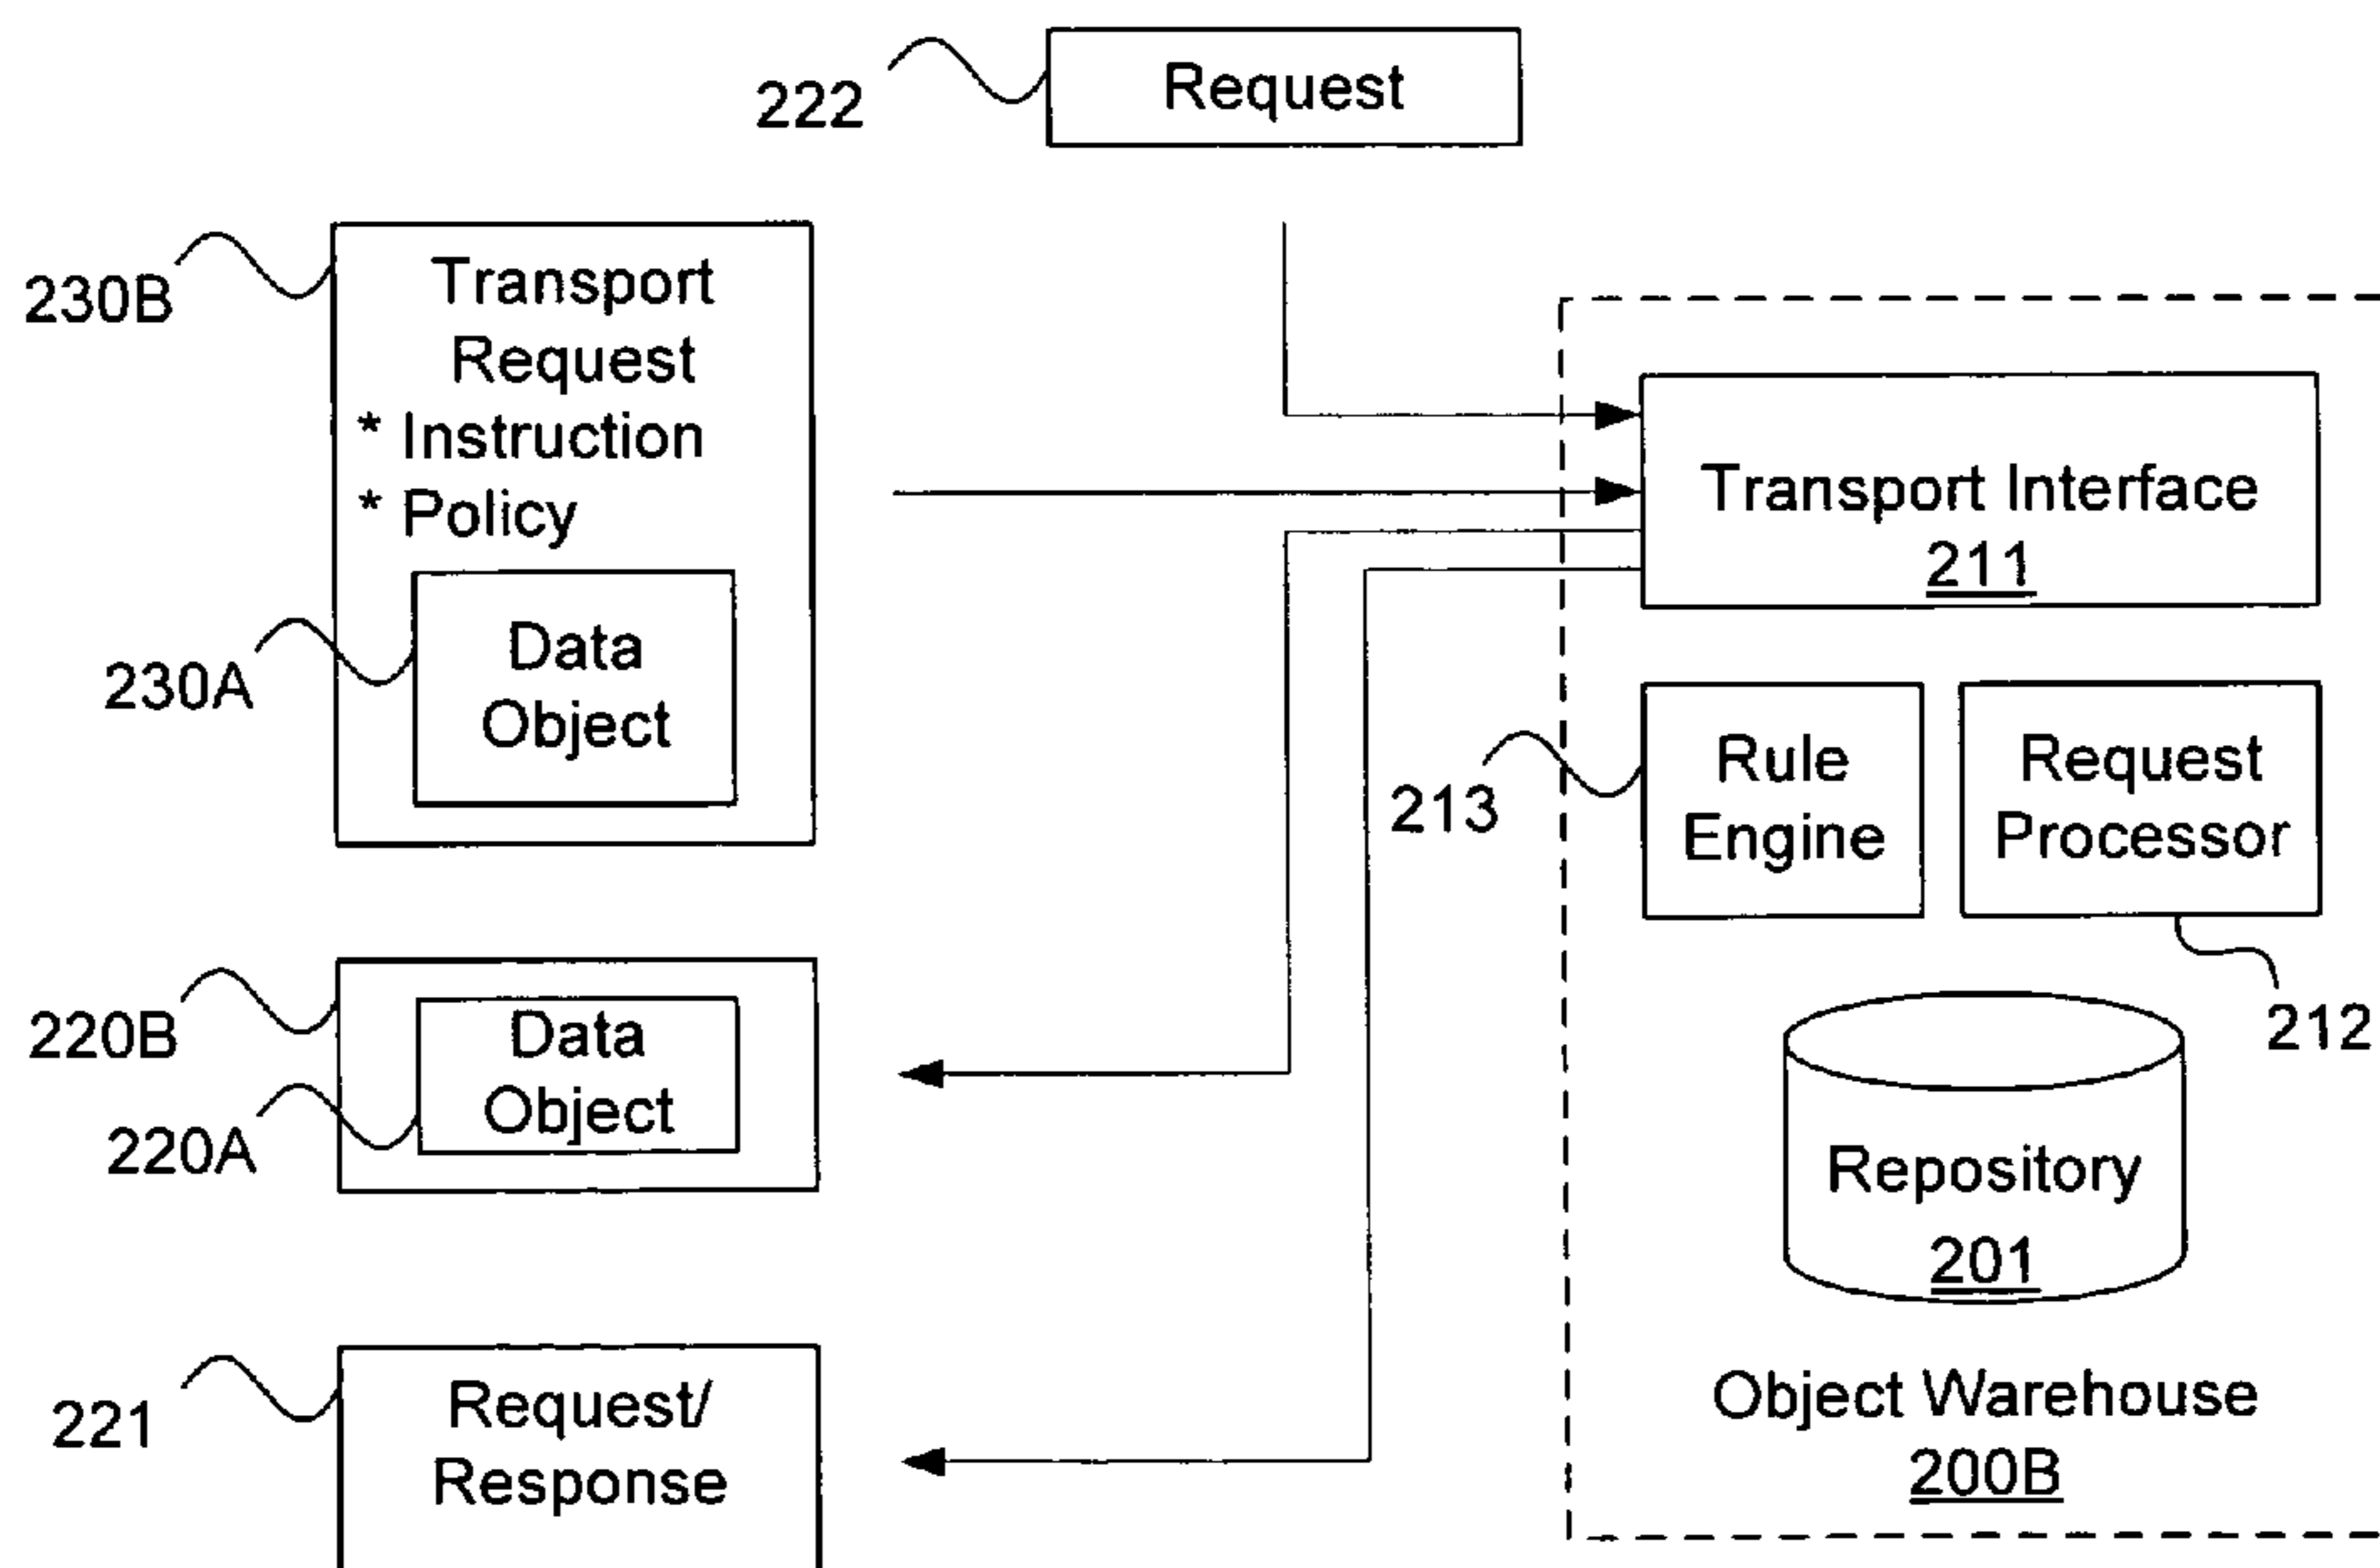 222
Request
230B
Transport
Request
* Instruction
* Policy
230A
Data
Object
Transport Interface
211
213
Rule
Engine
Request
Processor
212
220B
Data
Object
220A
Repository
201
221
Request/
Response
Object Warehouse
200B